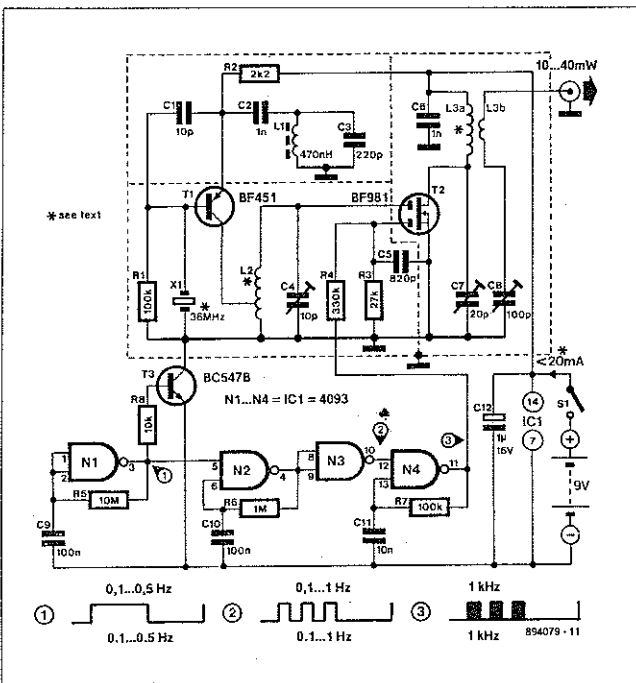 R2
2k2
10...40mW
C1
10p
C2
1n
L1
470nH
C3
220p
C6
1n
L3a
*
L3b
T1
BF451
BF981
T2
* see text
R1
100k
X1
*
36MHz
L2
*
C4
10p
R4
330k
R3
27k
C5
820p
C7
20p
C8
100p
T3
BC547B
R8
10k
N1...N4 = IC1 = 4093
*
< 20mA
C12
1µ
16V
14
IC1
7
S1
+
9V
−
N1
1
2
3
1
N2
5
6
4
N3
8
9
10
2
N4
12
13
11
3
R5
10M
R6
1M
R7
100k
C9
100n
C10
100n
C11
10n
0,1...0,5 Hz
0,1...1 Hz
1 kHz
1
2
3
0.1...0.5 Hz
0.1...1 Hz
1 kHz
894079 - 11